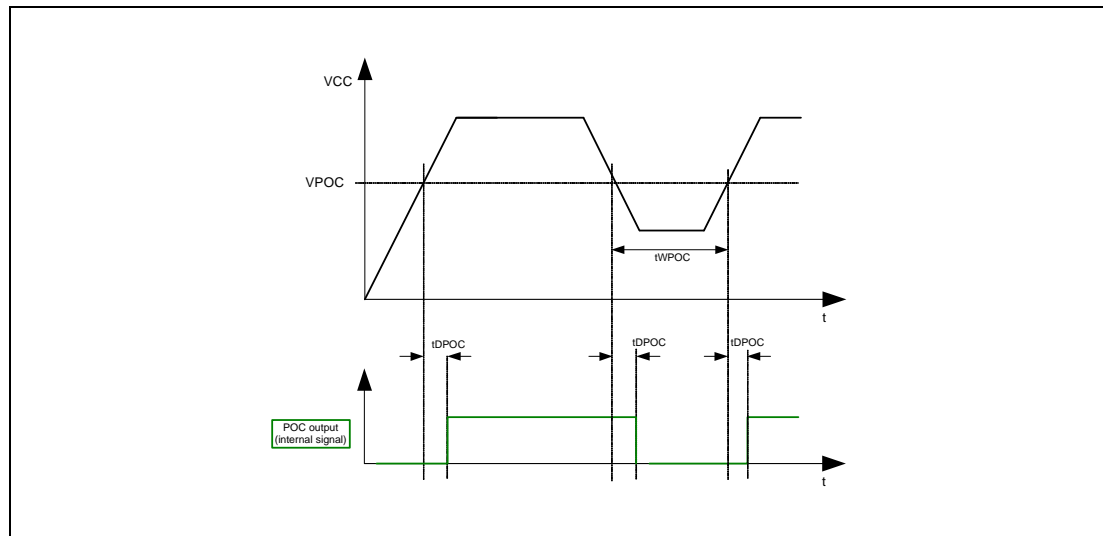 VCC
VPOC
tWPOC
t
tDPOC
tDPOC
tDPOC
POC output
(internal signal)
t